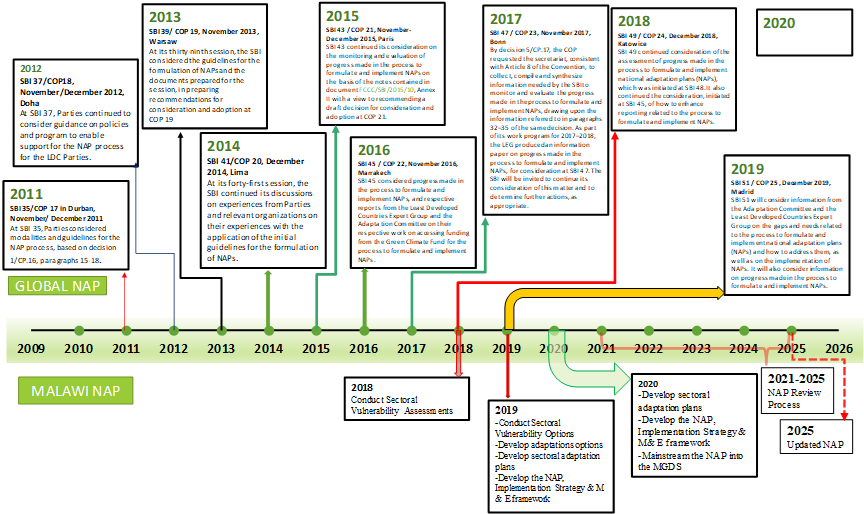 2011
SBI35/COP 17 in Durban,
November/ December 2011
At SBI 35, Parties considered
modalities and guidelines for the
NAP process, based on decision
1/CP.16, paragraphs 15-18.
2012
SBI 37/COP18,
November/December 2012,
Doha
At SBI 37, Parties continued to
consider guidance on policies
and program to enable
support for the NAP process
for the LDC Parties.
2013
SBI 39/ COP 19, November 2013,
Warsaw
At its thirty ninth session, the SBI
considered the guidelines for the
formulation of NAPs and the
documents prepared for the
session, in preparing
recommendations for
consideration and adoption at
COP 19
2014
SBI 41/COP 20, December
2014, Lima
At its forty-first session, the
SBI continued its discussions
on experiences from Parties
and relevant organizations on
their experiences with the
application of the initial
guidelines for the formulation
of NAPs.
2015
SBI 43 / COP 21, November-
December 2015, Paris
SBI 43 continued its consideration on
the monitoring and evaluation of
progress made in the process to
formulate and implement NAPs on
the basis of the notes contained in
document FCCC/SBI/2015/10, Annex
II with a view to recommending a
draft decision for consideration and
adoption at COP 21.
2016
SBI 45 / COP 22, November 2016,
Marrakech
SBI 45 considered progress made in
the process to formulate and
implement NAPs, and respective
reports from the Least Developed
Countries Expert Group and the
Adaptation Committee on their
respective work on accessing funding
from the Green Climate Fund for the
process to formulate and implement
NAPs.
2017
SBI 47 / COP 23, November 2017,
Bonn
By decision 5/CP.17, the COP
requested the secretariat, consistent
with Article 8 of the Convention, to
collect, compile and synthesize
information needed by the SBI to
monitor and evaluate the progress
made in the process to formulate and
implement NAPs, drawing upon the
information referred to in paragraphs
32–35 of the same decision. As part
of its work program for 2017–2018,
the LEG produced an information
paper on progress made in the
process to formulate and implement
NAPs, for consideration at SBI 47. The
SBI will be invited to continue its
consideration of this matter and to
determine further actions, as
appropriate.
2018
SBI 49 / COP 24, December 2018,
Katowice
SBI 49 continued consideration of the
assessment of progress made in the
process to formulate and implement
national adaptation plans (NAPs),
which was initiated at SBI 48. It also
continued the consideration, initiated
at SBI 45, of how to enhance
reporting related to the process to
formulate and implement NAPs.
2019
SBI 51 / COP 25, December 2019,
Madrid
SBI 51 will consider information from
the Adaptation Committee and the
Least Developed Countries Expert
Group on the gaps and needs related
to the process to formulate and
implement national adaptation plans
(NAPs) and how to address them, as
well as on the implementation of
NAPs. It will also consider information
on progress made in the process to
formulate and implement NAPs.
2020
GLOBAL NAP
2009 2010 2011 2012 2013 2014 2015 2016 2017 2018 2019 2020 2021 2022 2023 2024 2025 2026
MALAWI NAP
2018
Conduct Sectoral
Vulnerability Assessments
2019
-Conduct Sectoral
Vulnerability Options
-Develop adaptations options
-Develop sectoral adaptation
plans
-Develop the NAP,
Implementation Strategy & M
& E framework
2020
-Develop sectoral
adaptation plans
-Develop the NAP,
Implementation Strategy &
M& E framework
-Mainstream the NAP into
the MGDS
2021-2025
NAP Review
Process
2025
Updated NAP